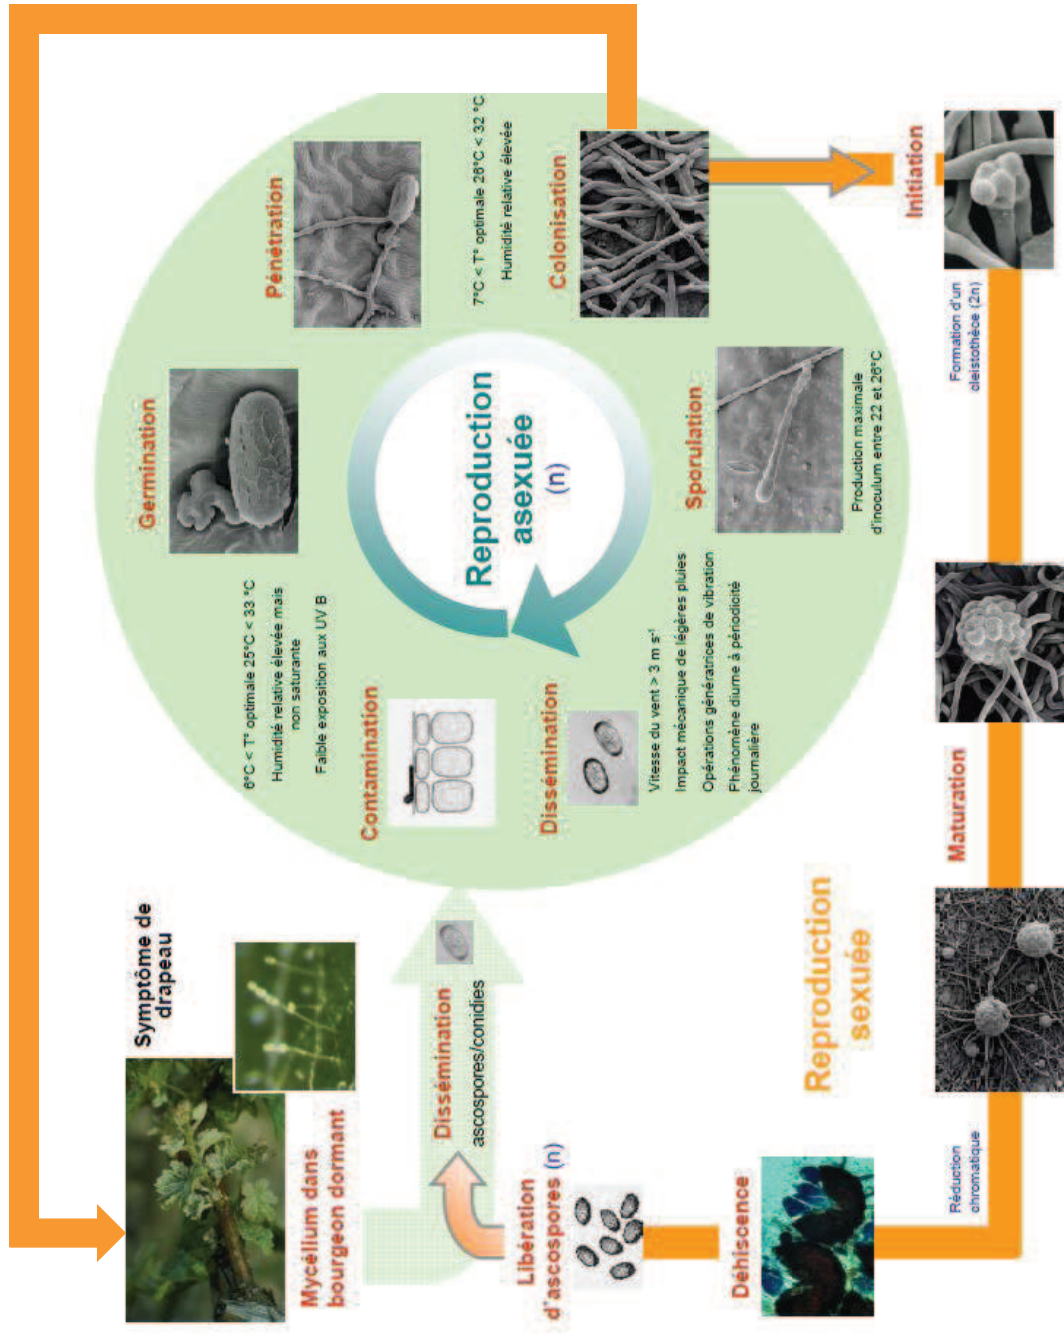 Symptôme de
drapeau
Mycélium dans
bourgeon dormant
Dissémination
ascospores/conidies
Libération
d'ascospores (n)
Déhiscence
Réduction
chromatique
Reproduction
sexuée
Maturation
Formation d'un
cleistothèce (2n)
Initiation
Reproduction
asexuée
(n)
Contamination
6°C < T° optimale 25°C < 33 °C
Humidité relative élevée mais
non saturante
Faible exposition aux UV B
Germination
Pénétration
7°C < T° optimale 26°C < 32 °C
Humidité relative élevée
Colonisation
Sporulation
Production maximale
d'inoculum entre 22 et 26°C
Dissémination
Vitesse du vent > 3 m s⁻¹
Impact mécanique de légères pluies
Opérations génératrices de vibration
Phénomène diurne à périodicité
journalière